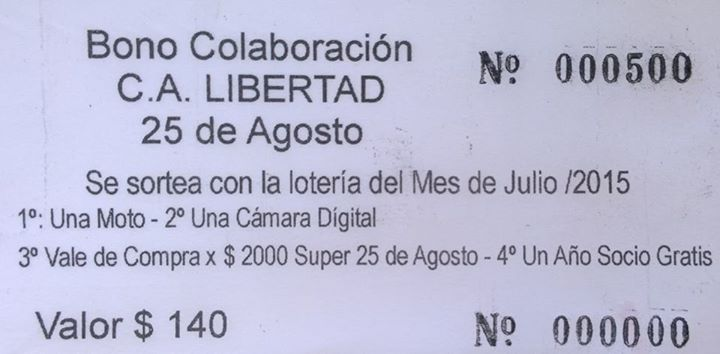 Bono Colaboración
C.A. LIBERTAD
25 de Agosto
Nº 000500
Se sortea con la lotería del Mes de Julio /2015
1º: Una Moto - 2º Una Cámara Dígital
3º Vale de Compra x $ 2000 Super 25 de Agosto - 4º Un Año Socio Gratis
Valor $ 140
Nº 000000